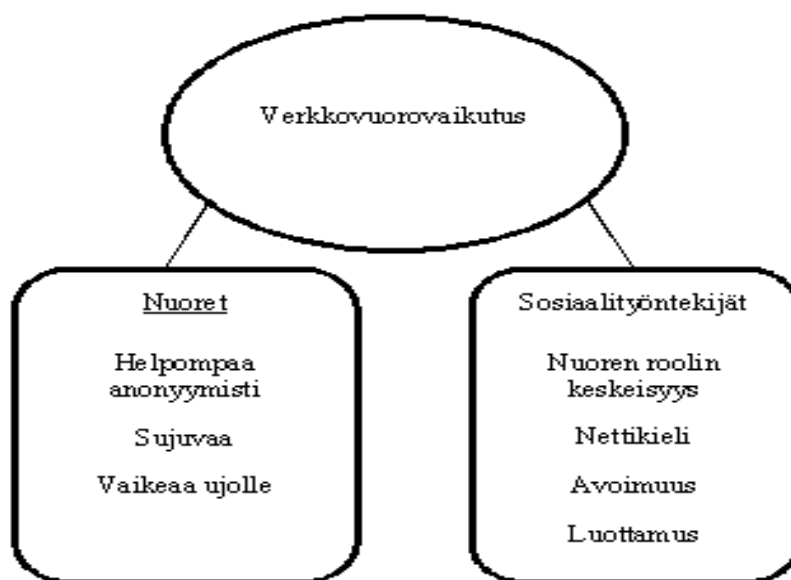 Verkkovuorovaikutus
Nuoret
Helpompaa
anonyymisti
Sujuvaa
Vaikeaa ujolle
Sosiaalityöntekijät
Nuoren roolin
keskeisyys
Nettikieli
Avoimuus
Luottamus